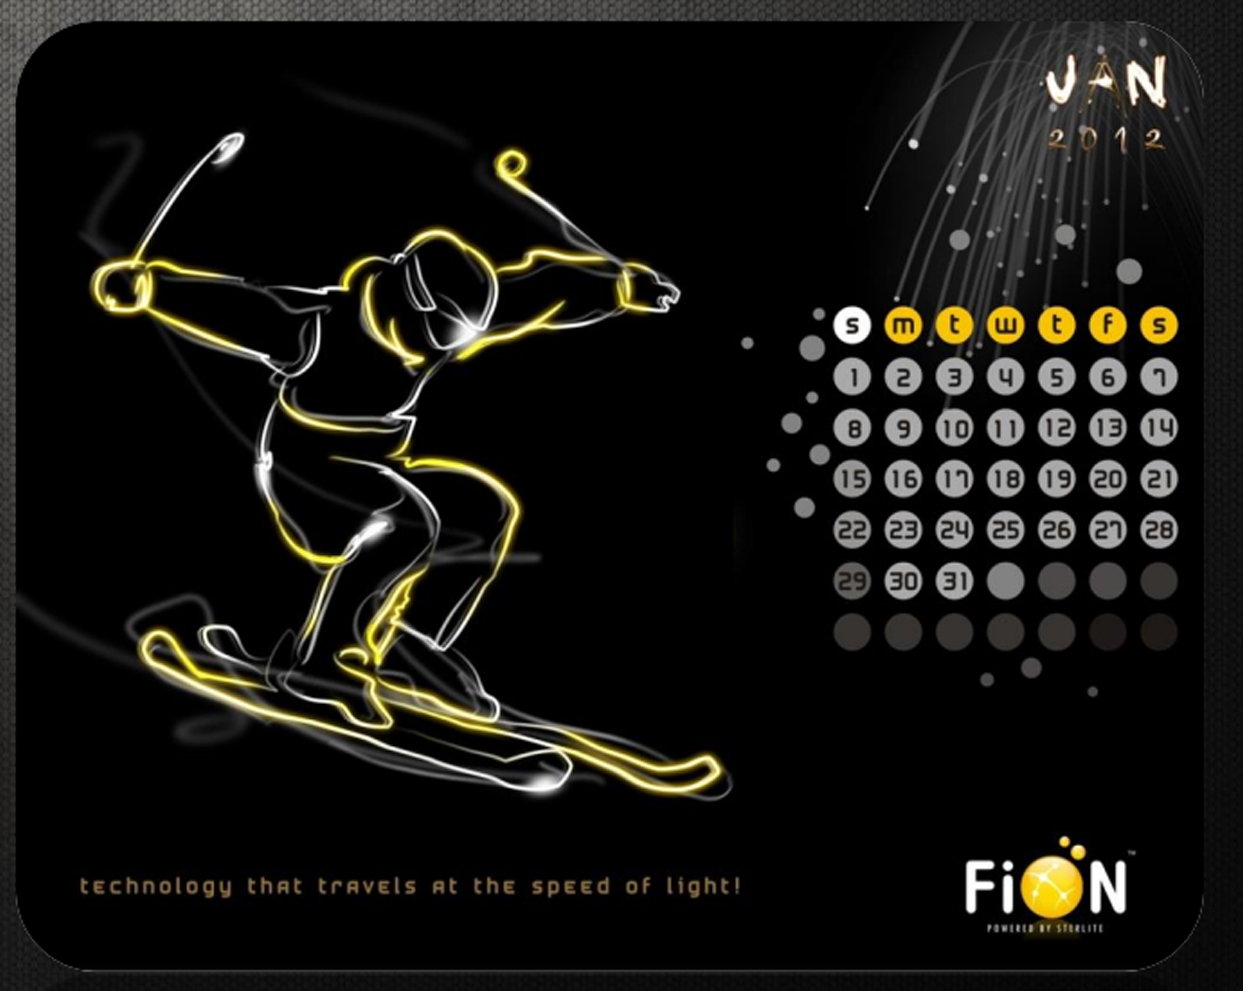 JAN
2012
s m t w t f s
1 2 3 4 5 6 7
8 9 10 11 12 13 14
15 16 17 18 19 20 21
22 23 24 25 26 27 28
29 30 31
technology that travels at the speed of light!
FiON™
POWERED BY STERLITE